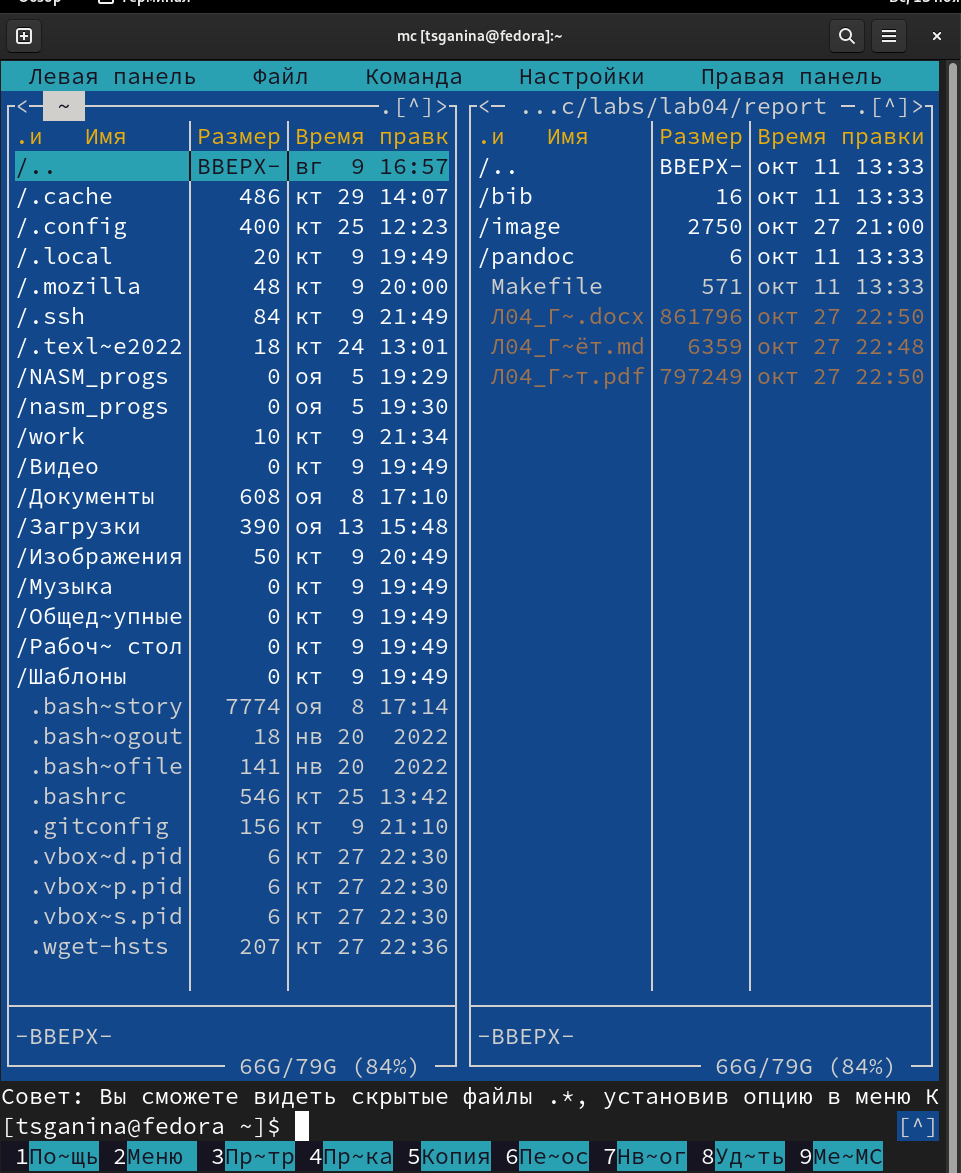 Обзор Терминал Вс, 13 ноя
mc [tsganina@fedora]:~
Левая панель Файл Команда Настройки Правая панель
<─ ~ .[^]> <─ ...c/labs/lab04/report ─.[^]>
.и Имя Размер Время правк .и Имя Размер Время правки
/.. ВВЕРХ- вг 9 16:57 /.. ВВЕРХ- окт 11 13:33
/.cache 486 кт 29 14:07 /bib 16 окт 11 13:33
/.config 400 кт 25 12:23 /image 2750 окт 27 21:00
/.local 20 кт 9 19:49 /pandoc 6 окт 11 13:33
/.mozilla 48 кт 9 20:00 Makefile 571 окт 11 13:33
/.ssh 84 кт 9 21:49 Л04_Г~.docx 861796 окт 27 22:50
/.texl~e2022 18 кт 24 13:01 Л04_Г~ёт.md 6359 окт 27 22:48
/NASM_progs 0 оя 5 19:29 Л04_Г~т.pdf 797249 окт 27 22:50
/nasm_progs 0 оя 5 19:30
/work 10 кт 9 21:34
/Видео 0 кт 9 19:49
/Документы 608 оя 8 17:10
/Загрузки 390 оя 13 15:48
/Изображения 50 кт 9 20:49
/Музыка 0 кт 9 19:49
/Общед~упные 0 кт 9 19:49
/Рабоч~ стол 0 кт 9 19:49
/Шаблоны 0 кт 9 19:49
.bash~story 7774 оя 8 17:14
.bash~ogout 18 нв 20 2022
.bash~ofile 141 нв 20 2022
.bashrc 546 кт 25 13:42
.gitconfig 156 кт 9 21:10
.vbox~d.pid 6 кт 27 22:30
.vbox~p.pid 6 кт 27 22:30
.vbox~s.pid 6 кт 27 22:30
.wget-hsts 207 кт 27 22:36
-ВВЕРХ- -ВВЕРХ-
66G/79G (84%) 66G/79G (84%)
Совет: Вы сможете видеть скрытые файлы .*, установив опцию в меню К
[tsganina@fedora ~]$ [^]
1По~щь 2Меню 3Пр~тр 4Пр~ка 5Копия 6Пе~ос 7Нв~ог 8Уд~ть 9Ме~МС